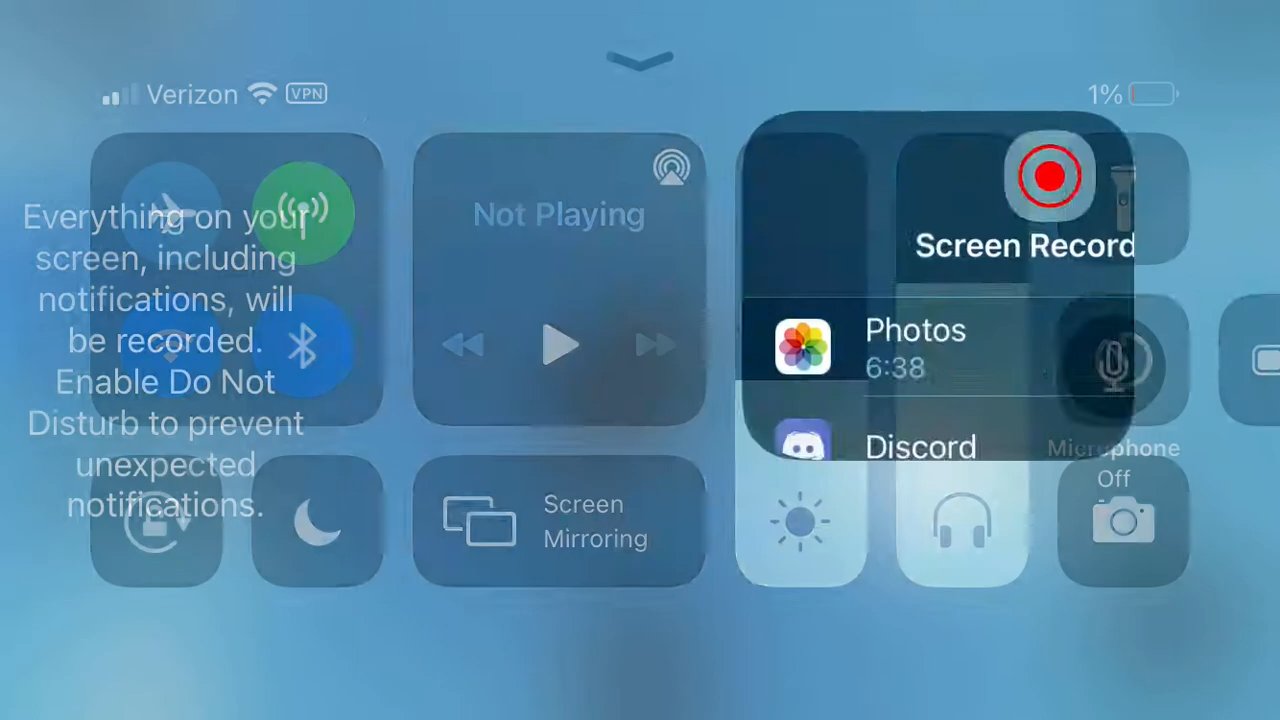 Verizon VPN
1%
Everything on your
screen, including
notifications, will
be recorded.
Enable Do Not
Disturb to prevent
unexpected
notifications.
Not Playing
Screen
Mirroring
Screen Record
Photos
6:38
Discord
Microphone
Off